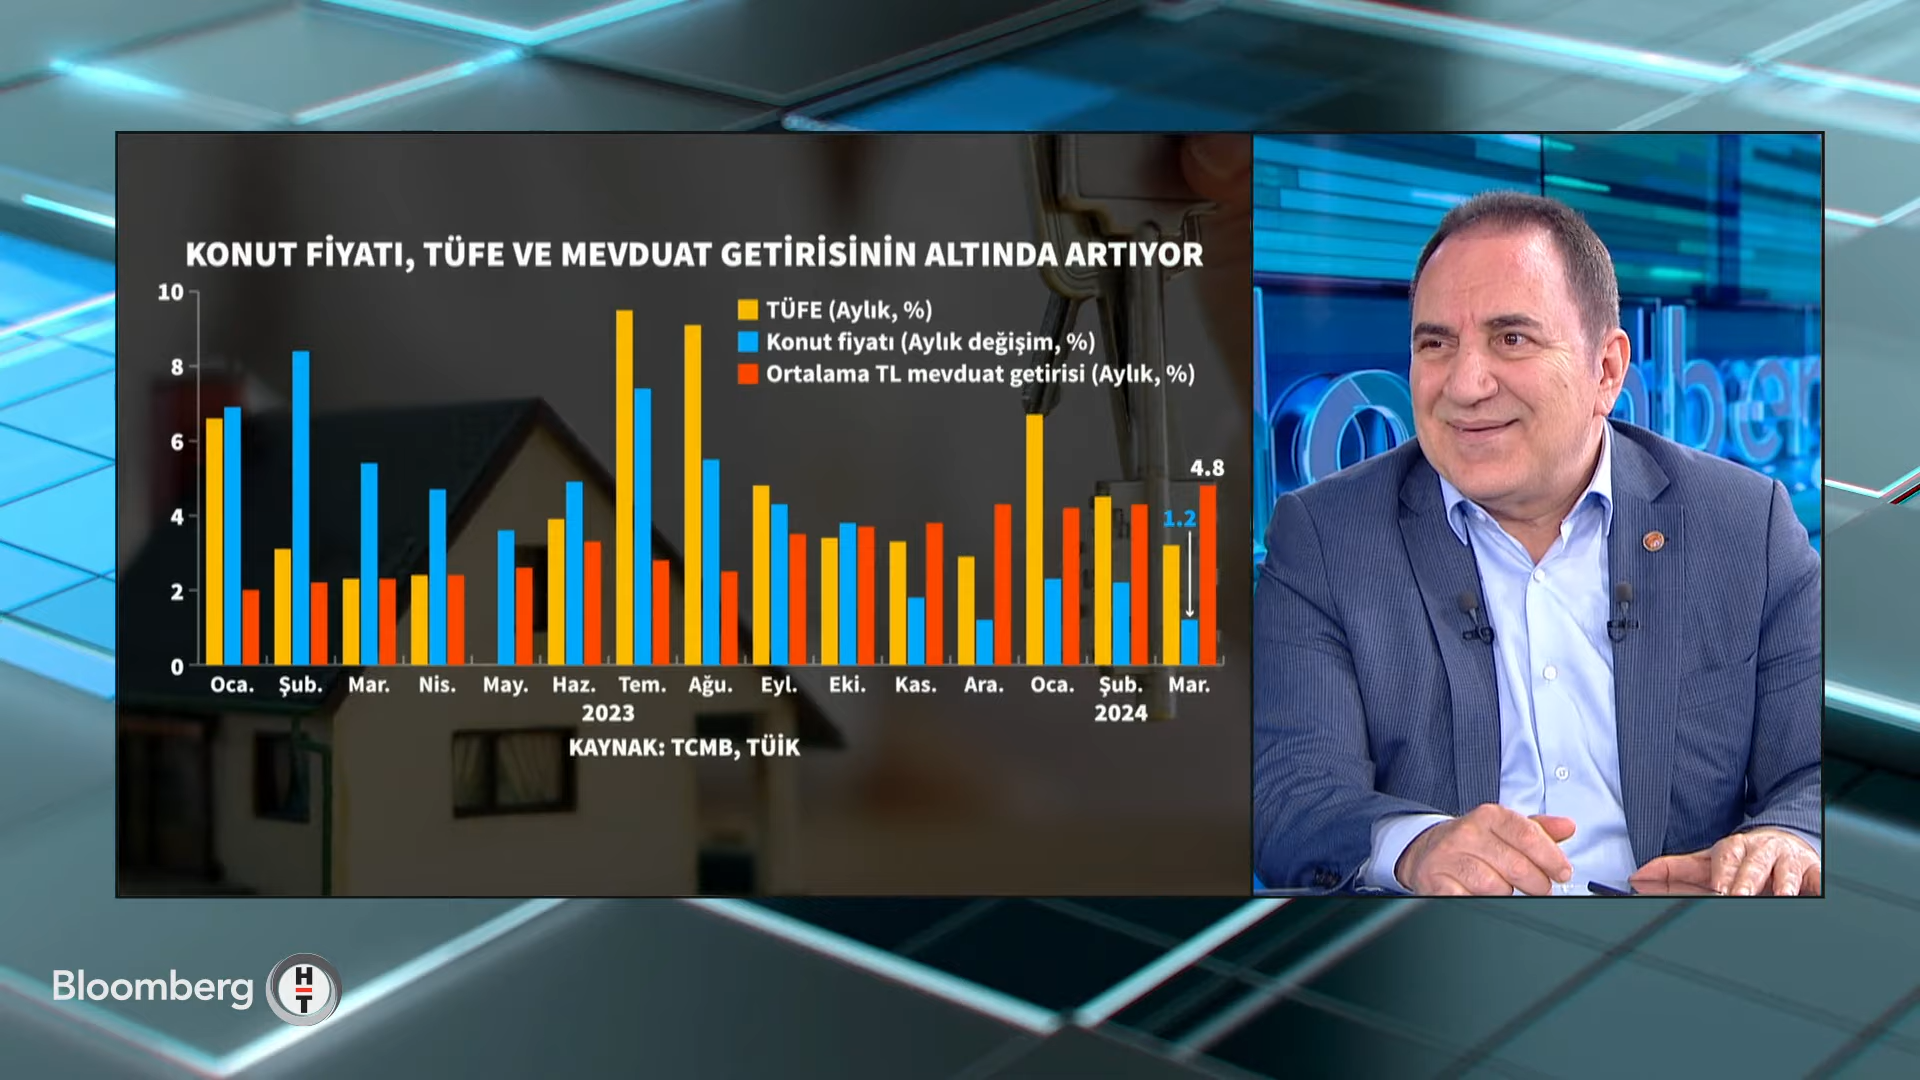 KONUT FİYATI, TÜFE VE MEVDUAT GETİRİSİNİN ALTINDA ARTIYOR
10
8
6
4
2
0
TÜFE (Aylık, %)
Konut fiyatı (Aylık değişim, %)
Ortalama TL mevduat getirisi (Aylık, %)
4.8
1.2
Oca. Şub. Mar. Nis. May. Haz. Tem. Ağu. Eyl. Eki. Kas. Ara. Oca. Şub. Mar.
2023 2024
KAYNAK: TCMB, TÜİK
Bloomberg HT